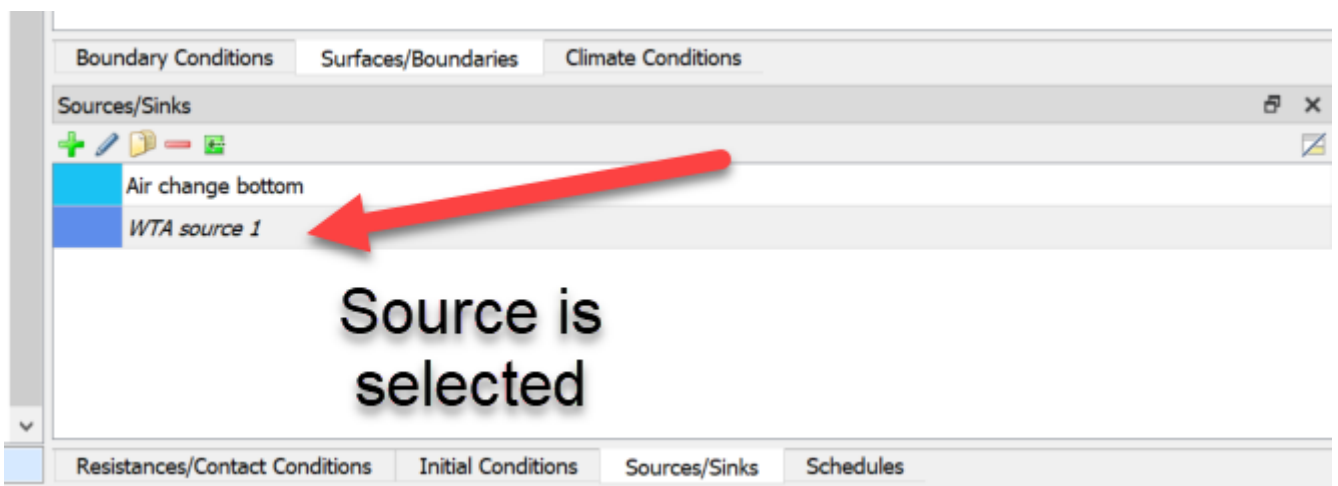 Boundary Conditions Surfaces/Boundaries Climate Conditions
Sources/Sinks
Air change bottom
WTA source 1
Source is
selected
Resistances/Contact Conditions Initial Conditions Sources/Sinks Schedules